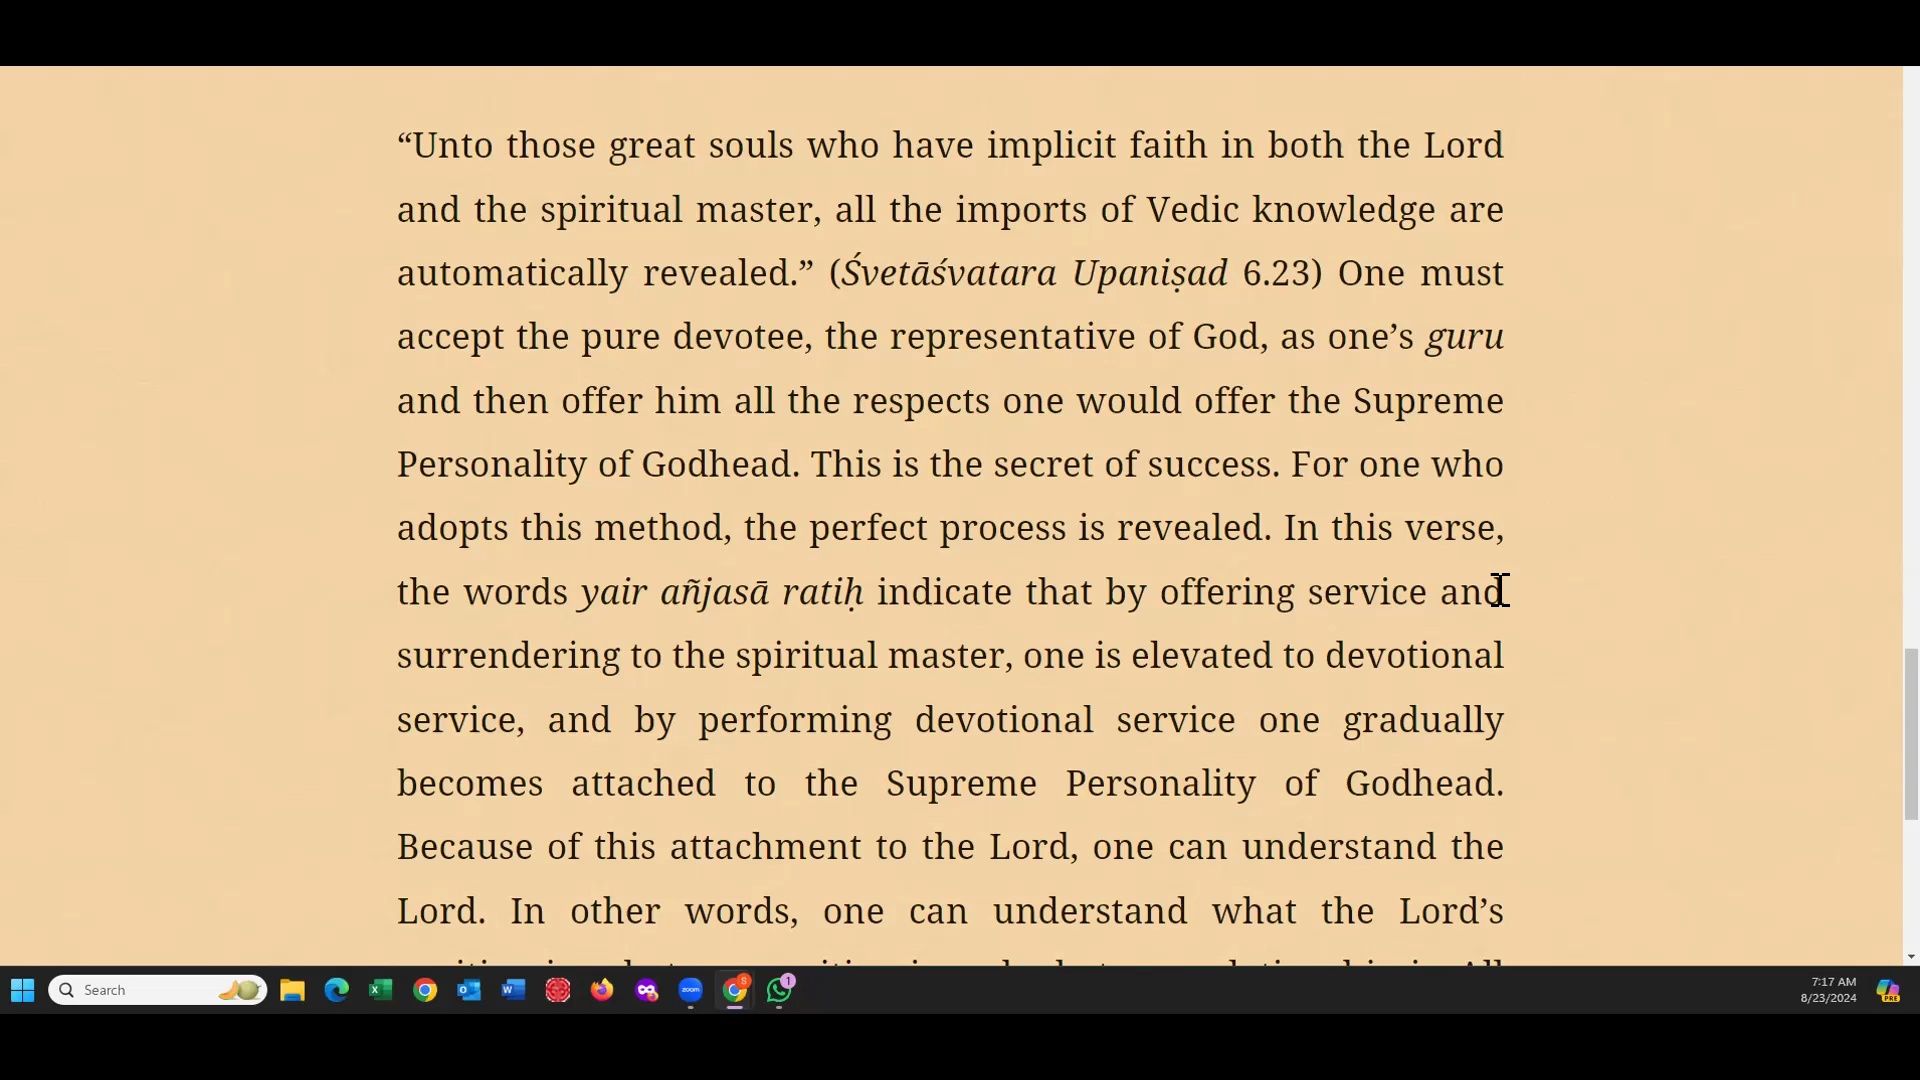 “Unto those great souls who have implicit faith in both the Lord
and the spiritual master, all the imports of Vedic knowledge are
automatically revealed.” (Śvetāśvatara Upaniṣad 6.23) One must
accept the pure devotee, the representative of God, as one’s guru
and then offer him all the respects one would offer the Supreme
Personality of Godhead. This is the secret of success. For one who
adopts this method, the perfect process is revealed. In this verse,
the words yair añjasā ratiḥ indicate that by offering service and
surrendering to the spiritual master, one is elevated to devotional
service, and by performing devotional service one gradually
becomes attached to the Supreme Personality of Godhead.
Because of this attachment to the Lord, one can understand the
Lord. In other words, one can understand what the Lord’s
Search
zoom
S
1
7:17 AM
8/23/2024
PRE